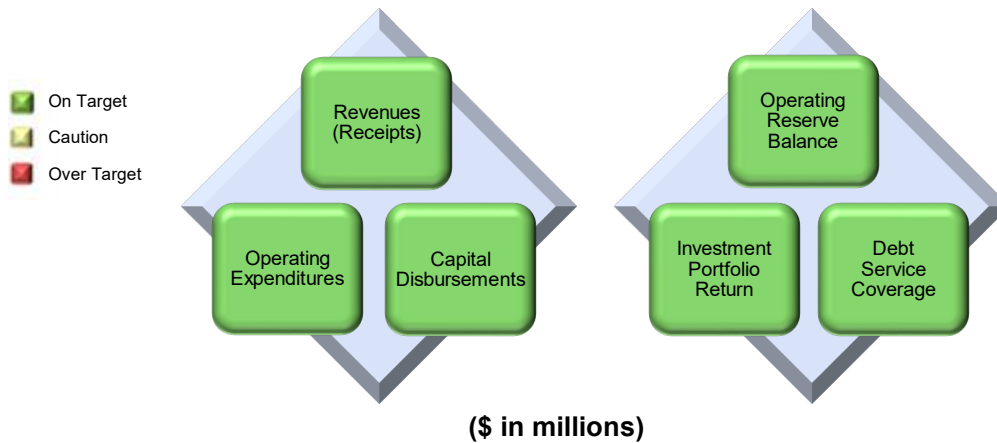 On Target
Caution
Over Target
Revenues
(Receipts)
Operating
Expenditures
Capital
Disbursements
Operating
Reserve
Balance
Investment
Portfolio
Return
Debt
Service
Coverage
($ in millions)